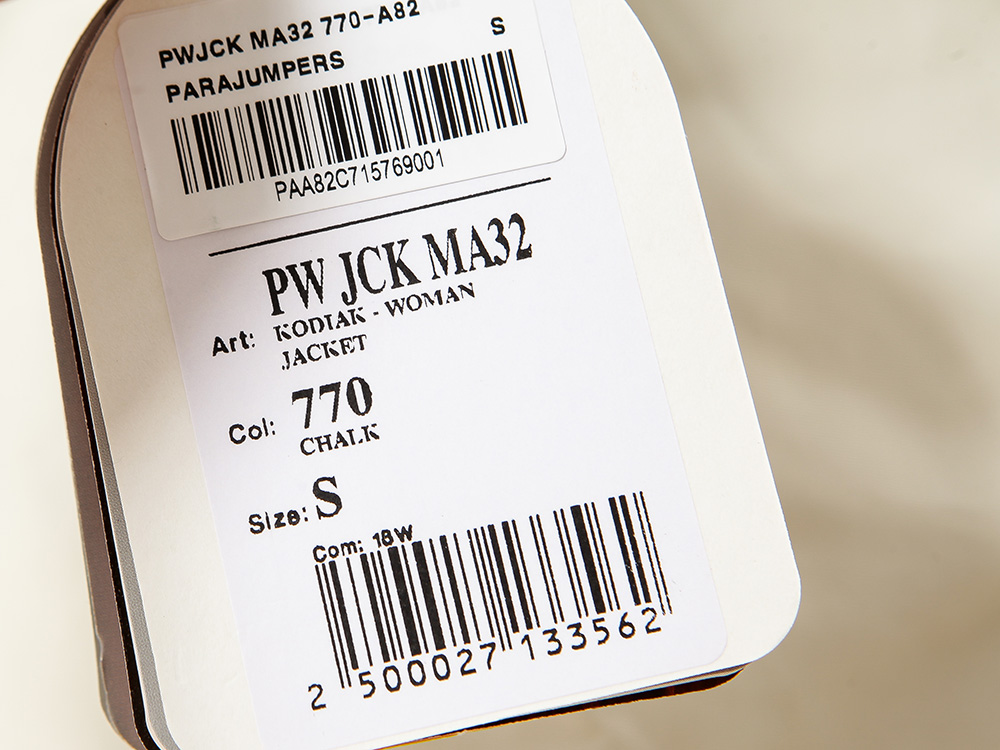 PWJCK MA32 770-A82
S
PARAJUMPERS
PAA82C715769001
PW JCK MA32
Art: KODIAK - WOMAN
JACKET
Col: 770
CHALK
Size: S
Com: 18W
2 500027 133562